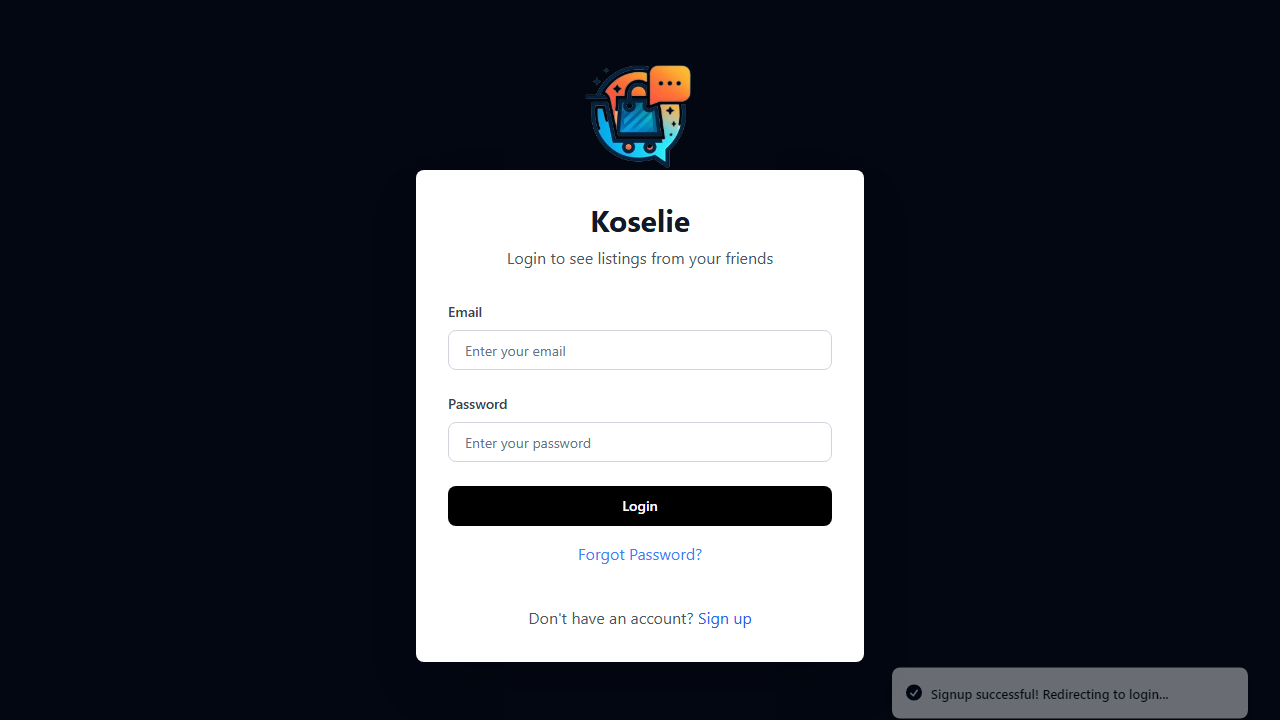 Koselie
Login to see listings from your friends
Email
Enter your email
Password
Enter your password
Login
Forgot Password?
Don't have an account? Sign up
Signup successful! Redirecting to login...